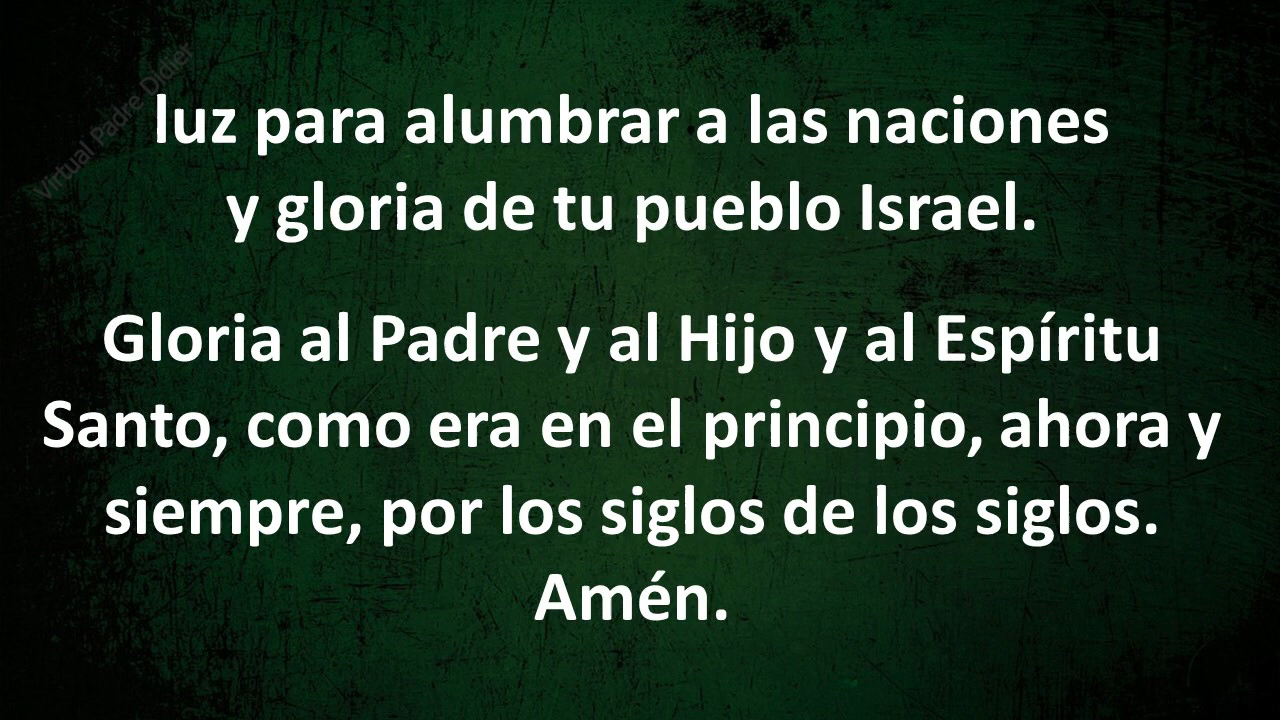 Virtual Padre Didier
luz para alumbrar a las naciones
y gloria de tu pueblo Israel.
Gloria al Padre y al Hijo y al Espíritu
Santo, como era en el principio, ahora y
siempre, por los siglos de los siglos.
Amén.